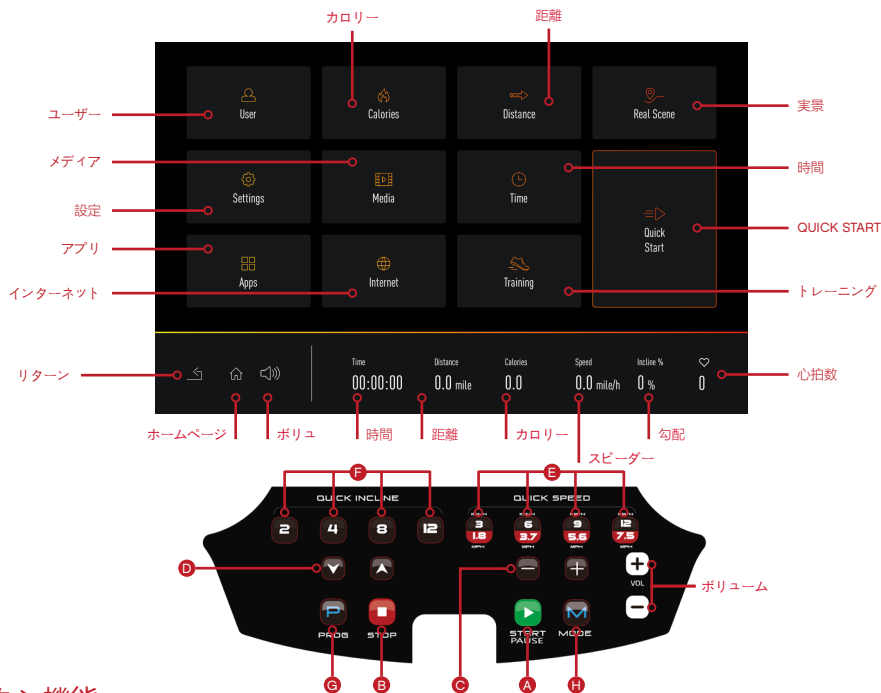 カロリー 距離
User Calories Distance Real Scene
ユーザー 実景
メディア 時間
Settings Media Time
設定
Quick
Start
QUICK START
アプリ
Apps Internet Training
インターネット トレーニング
Time Distance Calories Speed Incline %
00:00:00 0.0 mile 0.0 0.0 mile/h 0 % 0
リターン 心拍数
ホームページ ボリュ 時間 距離 カロリー 勾配
スピーダー
F E
QUICK INCLINE QUICK SPEED
KM/H KM/H KM/H KM/H
2 4 8 12 3 6 9 12
1.8 3.7 5.6 7.5
MPH MPH MPH MPH
D C
VOL
ボリューム
P M
PROG STOP START MODE
PAUSE
G B A H